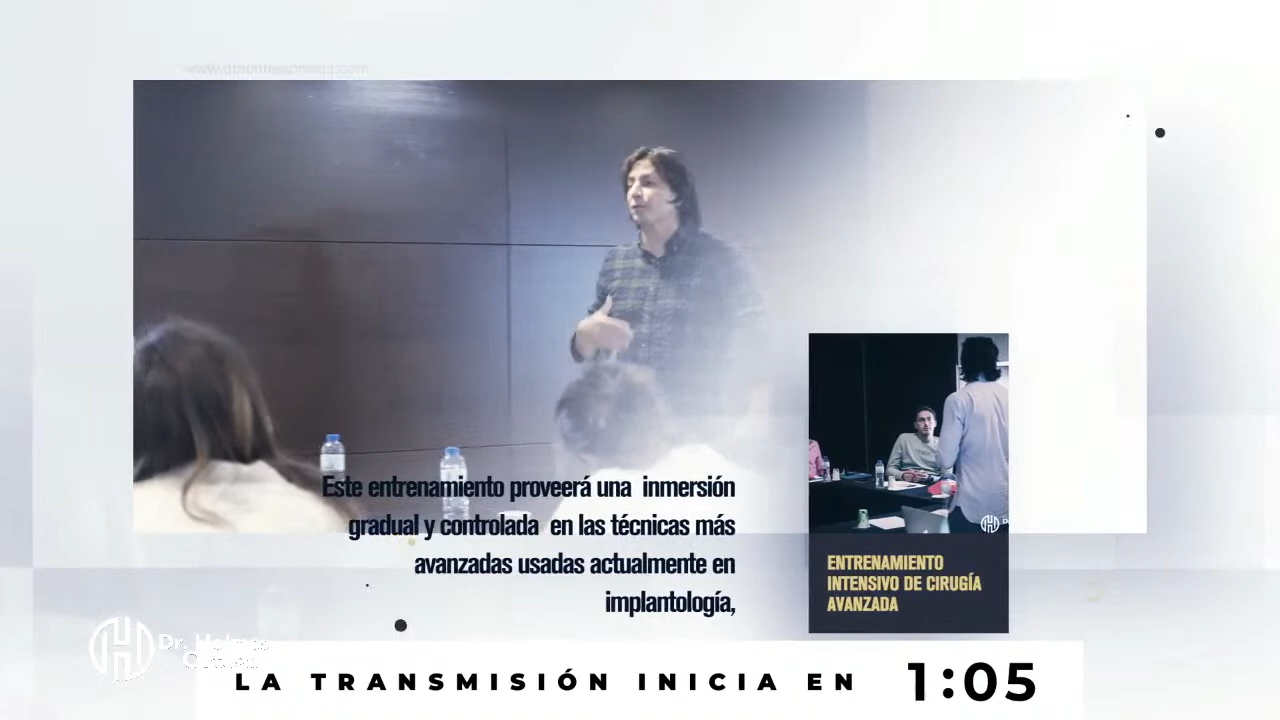 Este entrenamiento proveerá una inmersión
gradual y controlada en las técnicas más
avanzadas usadas actualmente en
implantología,
ENTRENAMIENTO
INTENSIVO DE CIRUGÍA
AVANZADA
Dr.
LA TRANSMISIÓN INICIA EN 1:05